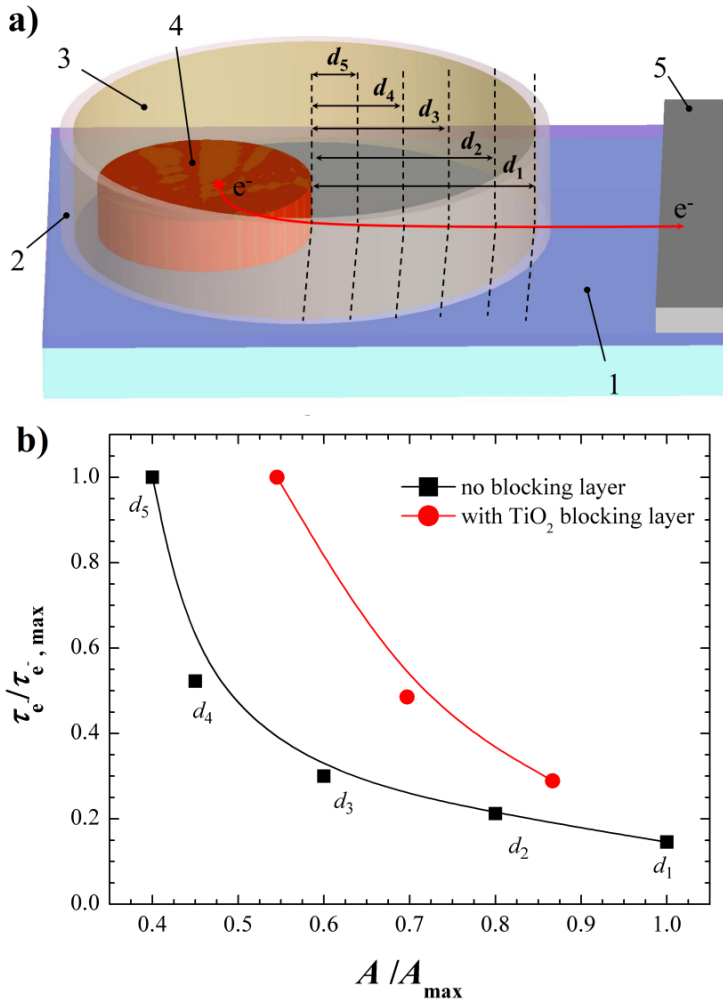 a)
4
3
5
d₅
d₄
d₃
d₂
d₁
e⁻
e⁻
2
1
b)
1.0
0.8
0.6
0.4
0.2
0.0
τₑ⁻/τₑ⁻, max
no blocking layer
with TiO₂ blocking layer
d₅
d₄
d₃
d₂
d₁
0.4 0.5 0.6 0.7 0.8 0.9 1.0
A/Aₘₐₓ